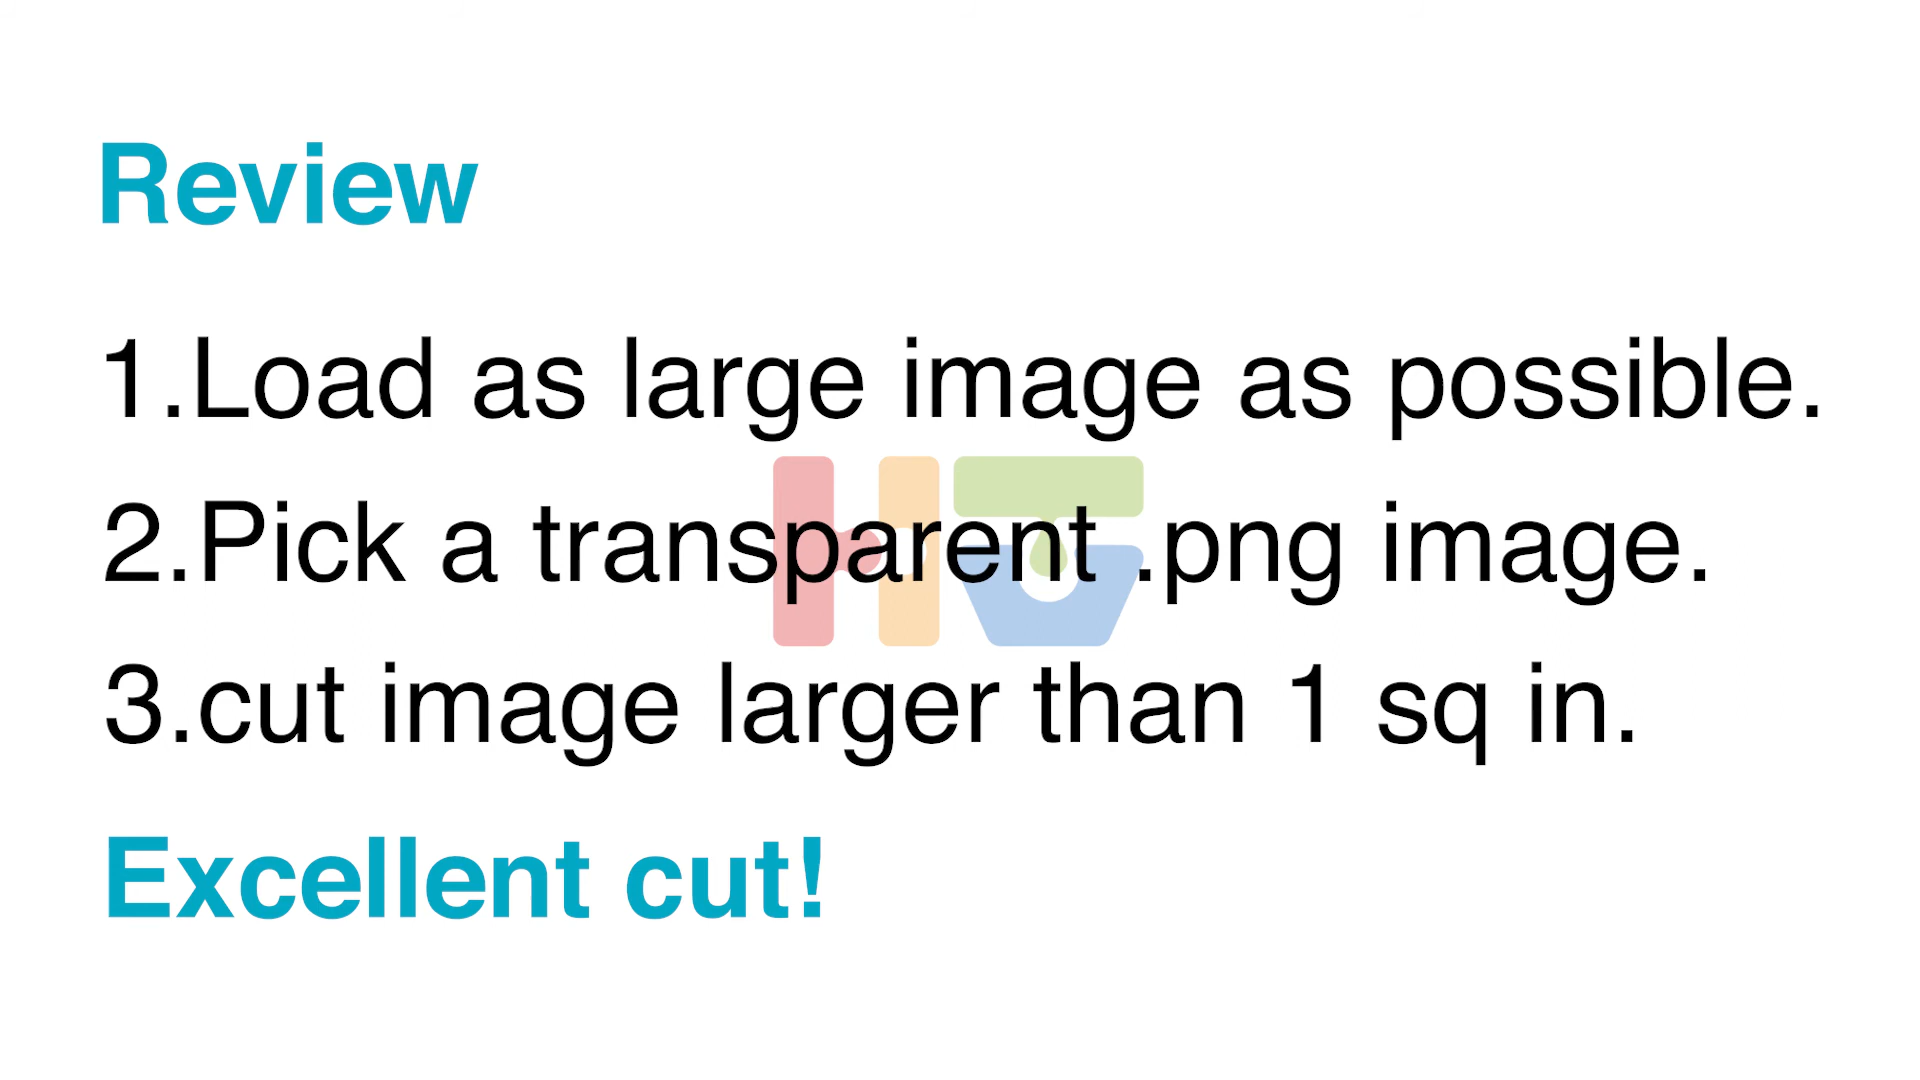 Review
1.Load as large image as possible.
2.Pick a transparent .png image.
3.cut image larger than 1 sq in.
Excellent cut!